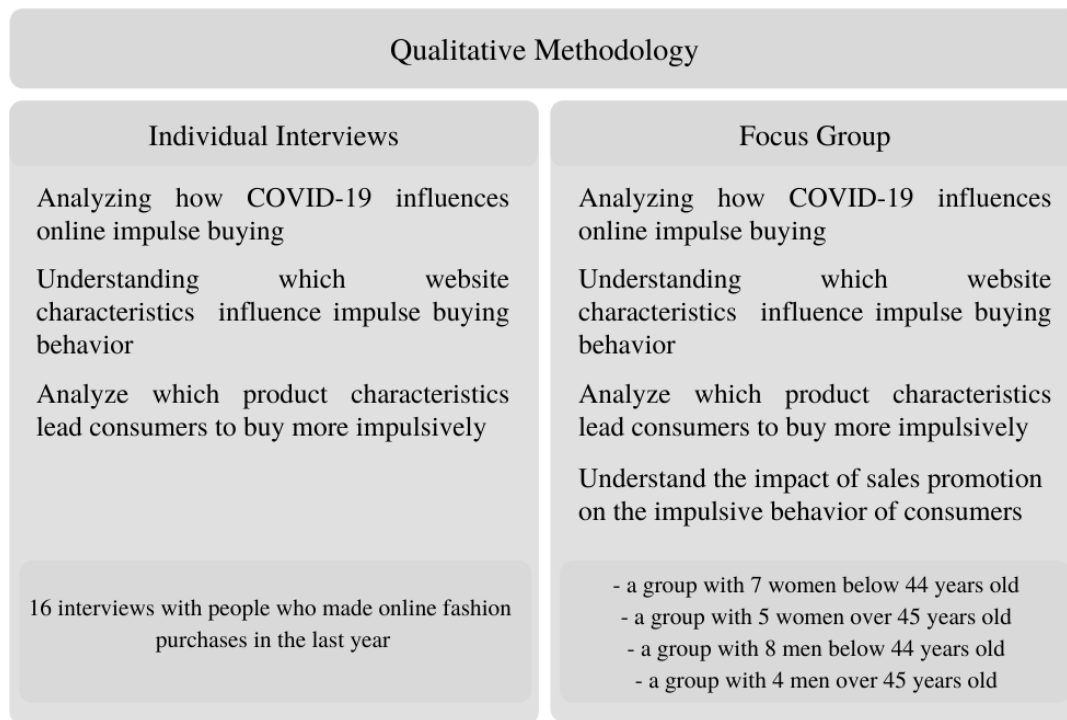 Qualitative Methodology
Individual Interviews
Analyzing how COVID-19 influences
online impulse buying
Understanding which website
characteristics influence impulse buying
behavior
Analyze which product characteristics
lead consumers to buy more impulsively
16 interviews with people who made online fashion
purchases in the last year
Focus Group
Analyzing how COVID-19 influences
online impulse buying
Understanding which website
characteristics influence impulse buying
behavior
Analyze which product characteristics
lead consumers to buy more impulsively
Understand the impact of sales promotion
on the impulsive behavior of consumers
- a group with 7 women below 44 years old
- a group with 5 women over 45 years old
- a group with 8 men below 44 years old
- a group with 4 men over 45 years old